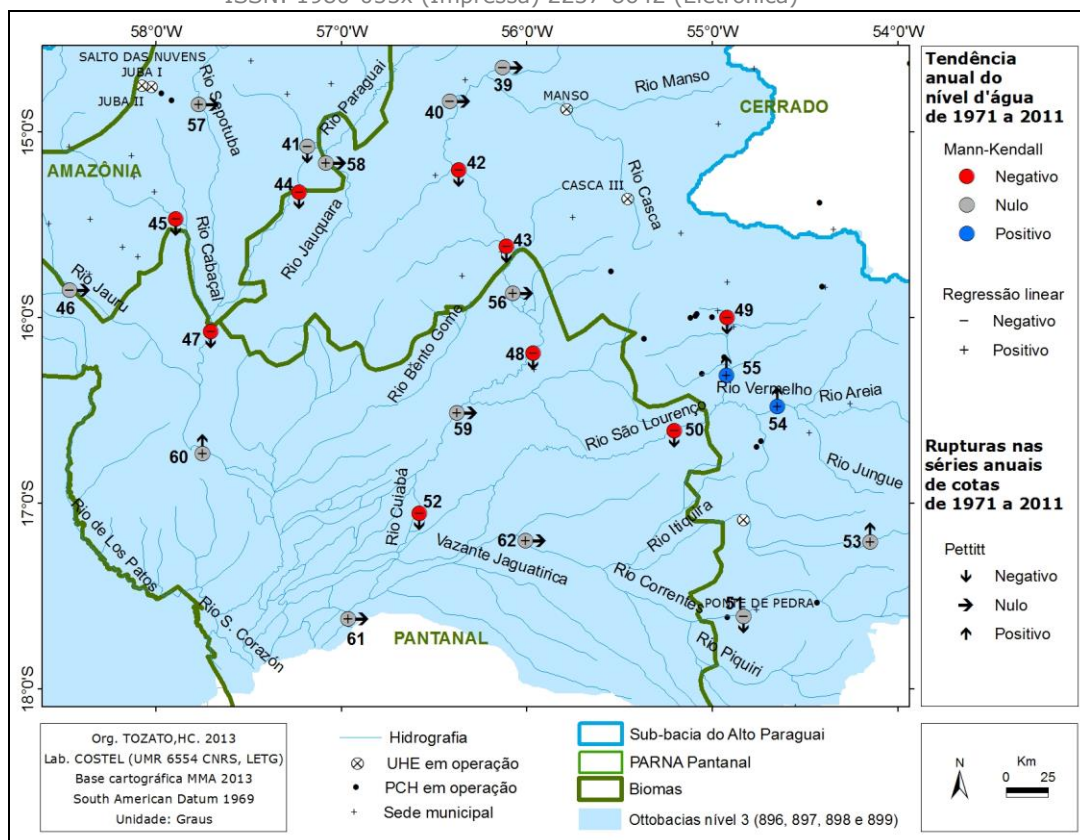 ISSN: 1980-055x (Impressa) 2237-8642 (Eletrônica)
58°0'W 57°0'W 56°0'W 55°0'W 54°0'W
15°0'S
16°0'S
17°0'S
18°0'S
SALTO DAS NUVENS
JUBA I
JUBA II
57
Rio Sepotuba
Rio Paraguai
39
40
MANSO
Rio Manso
CERRADO
41
58
42
AMAZÔNIA
44
CASCA III
Rio Casca
45
Rio Cabaçal
Rio Jauquara
43
Rio Jauru
46
56
47
Rio Bento Gome
48
49
55
Rio Vermelho
Rio Areia
54
59
Rio São Lourenço
50
60
Rio Jungue
52
Rio Cuiabá
Rio de Los Patos
62
Vazante Jaguatirica
Rio Itiquira
53
Rio Correntes
PONTE DE PEDRA
51
Rio S. Corazón
61
PANTANAL
Rio Piquiri
Tendência
anual do
nível d'água
de 1971 a 2011
Mann-Kendall
Negativo
Nulo
Positivo
Regressão linear
− Negativo
+ Positivo
Rupturas nas
séries anuais
de cotas
de 1971 a 2011
Pettitt
Negativo
Nulo
Positivo
Org. TOZATO,HC. 2013
Lab. COSTEL (UMR 6554 CNRS, LETG)
Base cartográfica MMA 2013
South American Datum 1969
Unidade: Graus
Hidrografia
UHE em operação
PCH em operação
Sede municipal
Sub-bacia do Alto Paraguai
PARNA Pantanal
Biomas
Ottobacias nível 3 (896, 897, 898 e 899)
N
Km
0 25